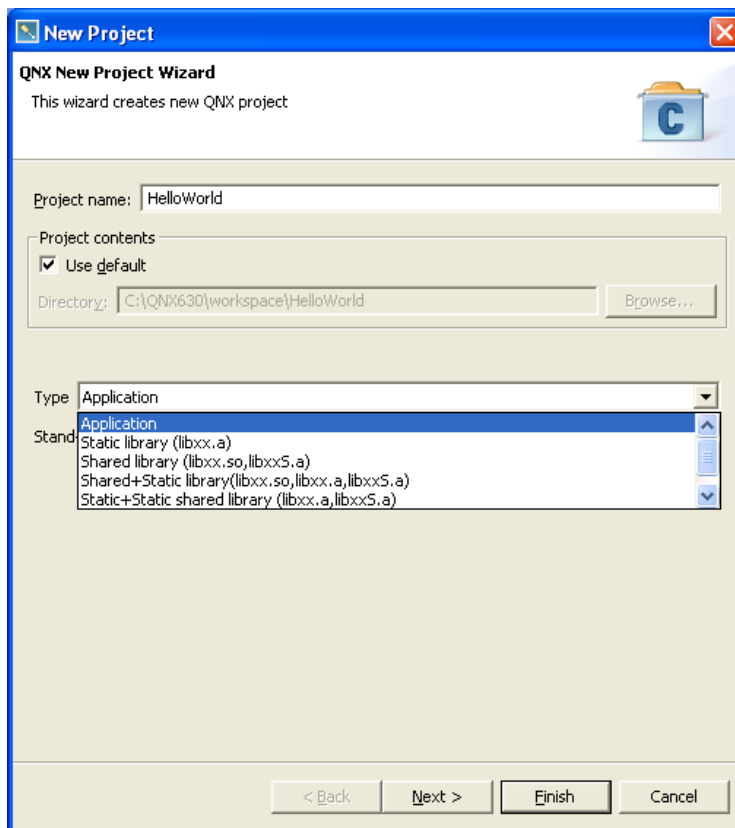 New Project
QNX New Project Wizard
This wizard creates new QNX project
C
Project name: HelloWorld
Project contents
Use default
Directory: C:\QNX630\workspace\HelloWorld Browse...
Type Application
Application
Stand
Static library (libxx.a)
Shared library (libxx.so,libxxS.a)
Shared+Static library(libxx.so,libxx.a,libxxS.a)
Static+Static shared library (libxx.a,libxxS.a)
< Back Next > Finish Cancel